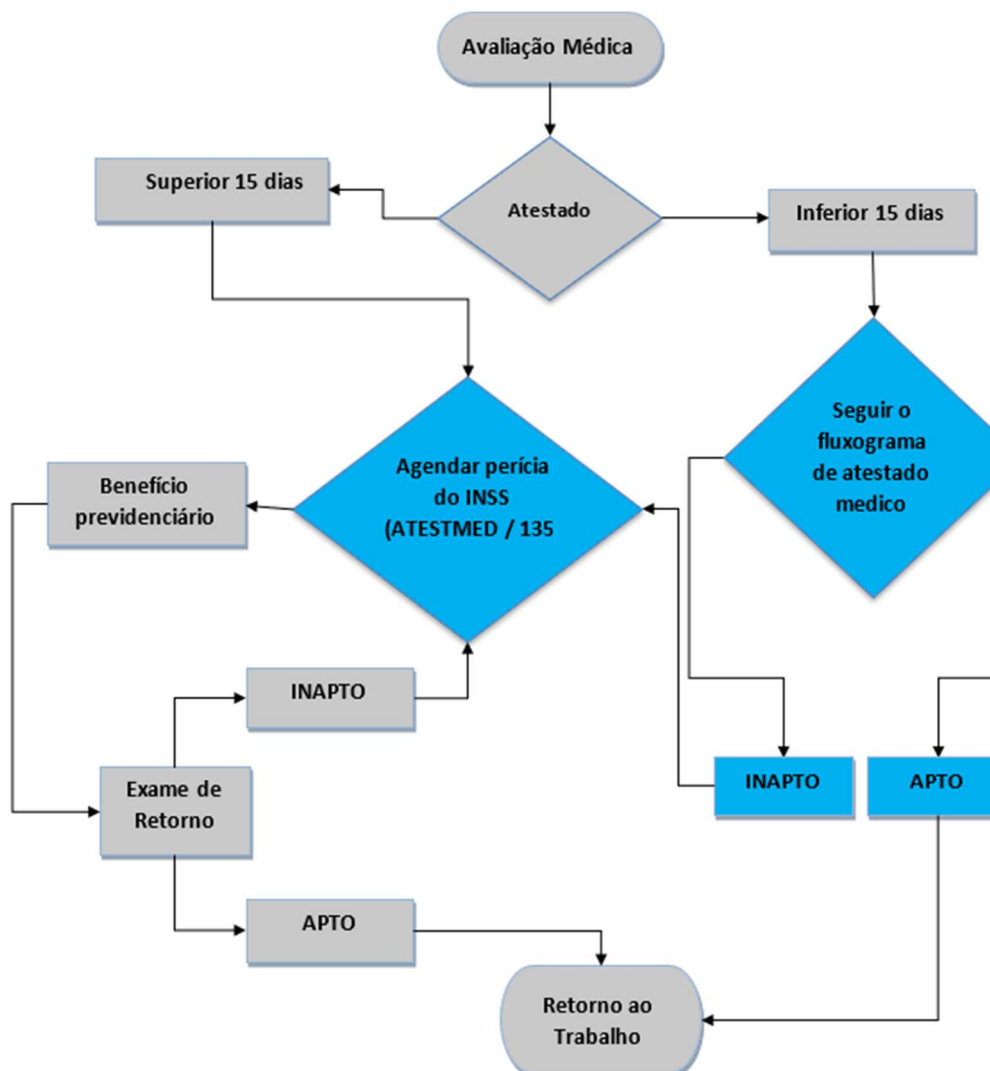 Avaliação Médica
Superior 15 dias
Atestado
Inferior 15 dias
Seguir o
fluxograma
de atestado
medico
Agendar perícia
do INSS
(ATESTMED / 135
Benefício
previdenciário
INAPTO
INAPTO
APTO
Exame de
Retorno
APTO
Retorno ao
Trabalho